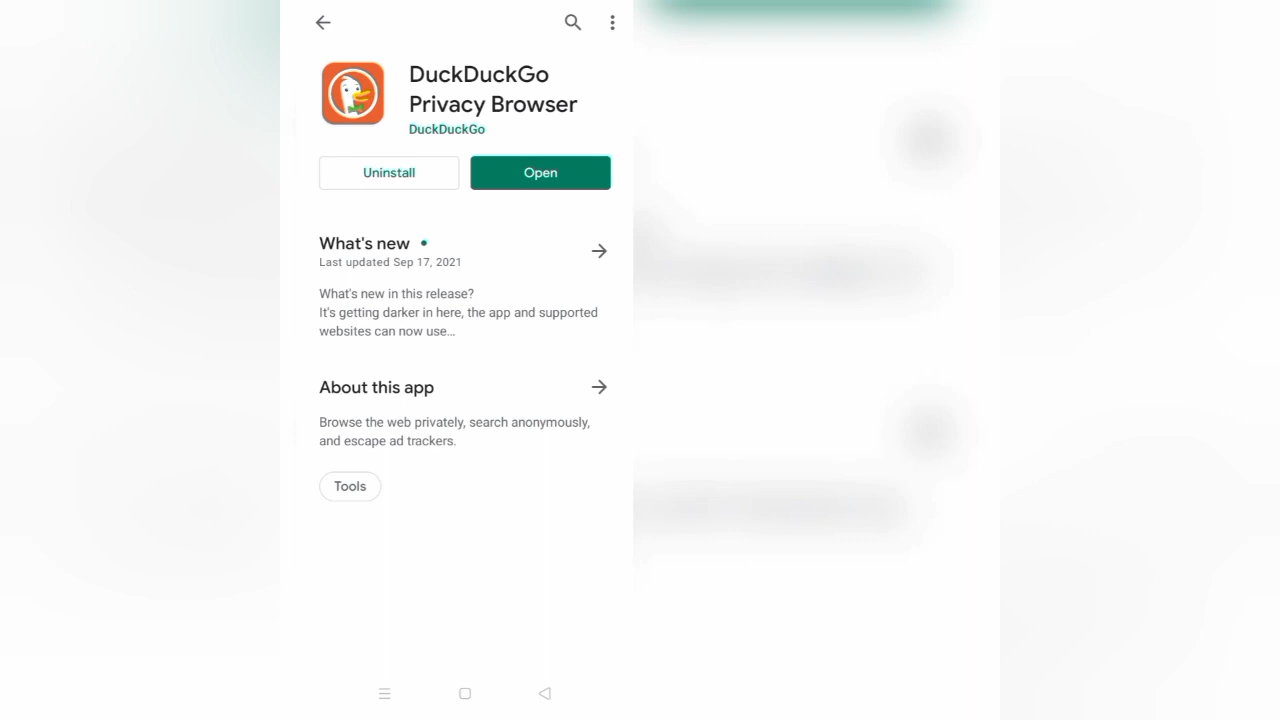 DuckDuckGo
Privacy Browser
DuckDuckGo
Uninstall
Open
What's new
Last updated Sep 17, 2021
What's new in this release?
It's getting darker in here, the app and supported
websites can now use...
About this app
Browse the web privately, search anonymously,
and escape ad trackers.
Tools